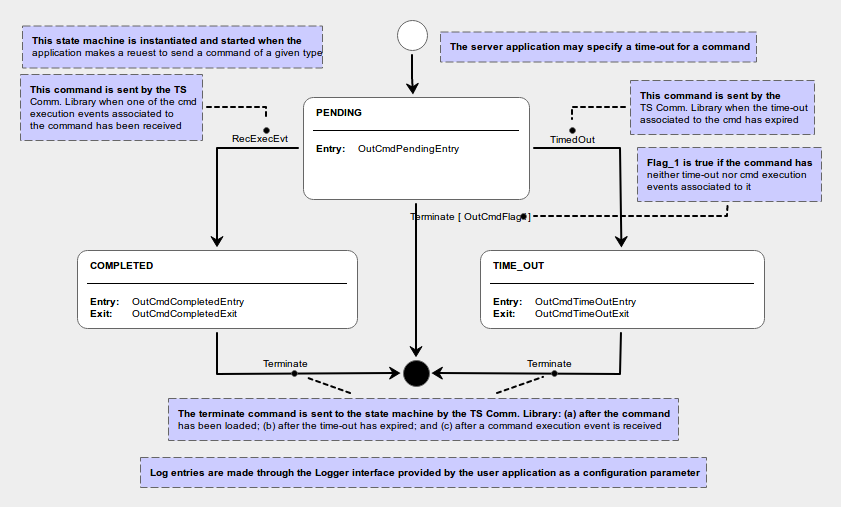 This state machine is instantiated and started when the
application makes a reuest to send a command of a given type
The server application may specify a time-out for a command
This command is sent by the TS
Comm. Library when one of the cmd
execution events associated to
the command has been received
PENDING
Entry: OutCmdPendingEntry
This command is sent by the
TS Comm. Library when the time-out
associated to the cmd has expired
RecExecEvt
TimedOut
Flag_1 is true if the command has
neither time-out nor cmd execution
events associated to it
Terminate [ OutCmdFlag ]
COMPLETED
Entry: OutCmdCompletedEntry
Exit: OutCmdCompletedExit
TIME_OUT
Entry: OutCmdTimeOutEntry
Exit: OutCmdTimeOutExit
Terminate
Terminate
The terminate command is sent to the state machine by the TS Comm. Library: (a) after the command
has been loaded; (b) after the time-out has expired; and (c) after a command execution event is received
Log entries are made through the Logger interface provided by the user application as a configuration parameter